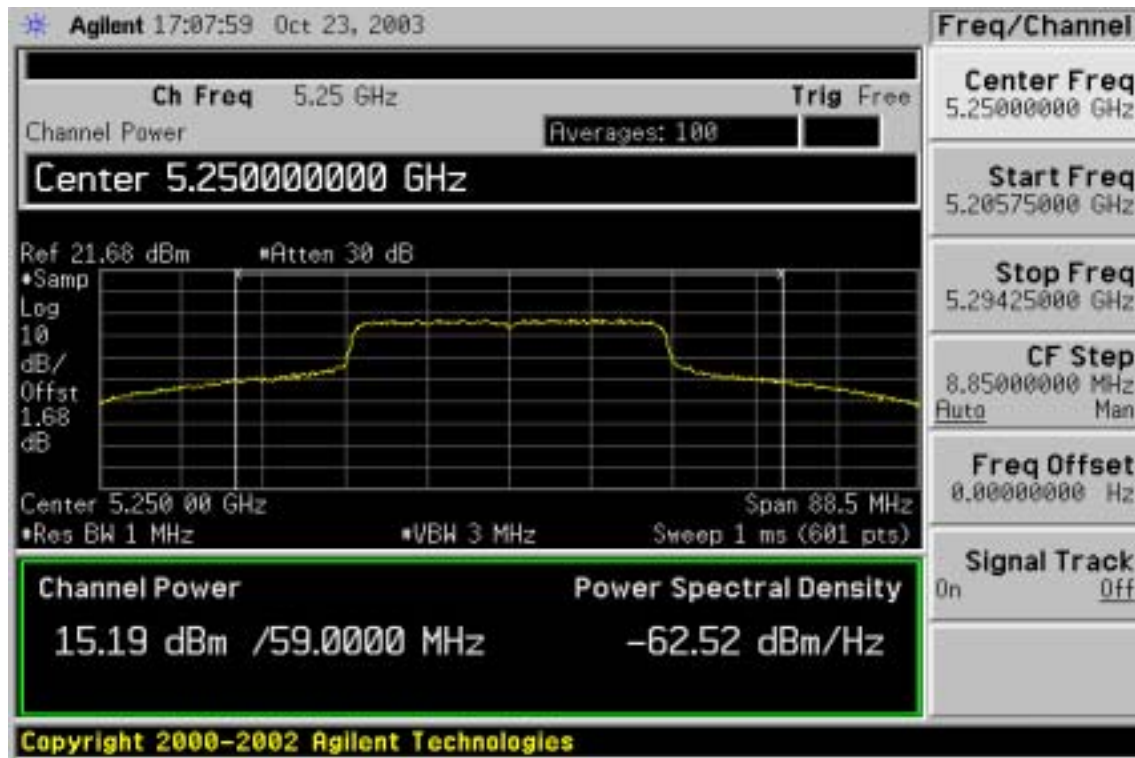 Agilent 17:07:59 Oct 23, 2003
Freq/Channel
Ch Freq 5.25 GHz Trig Free
Channel Power Averages: 100
Center 5.250000000 GHz
Ref 21.68 dBm *Atten 30 dB
*Samp
Log
10
dB/
Offst
1.68
dB
Center 5.250 00 GHz Span 88.5 MHz
*Res BW 1 MHz *VBW 3 MHz Sweep 1 ms (601 pts)
Channel Power Power Spectral Density
15.19 dBm /59.0000 MHz -62.52 dBm/Hz
Center Freq
5.25000000 GHz
Start Freq
5.20575000 GHz
Stop Freq
5.29425000 GHz
CF Step
8.85000000 MHz
Auto Man
Freq Offset
0.00000000 Hz
Signal Track
On Off
Copyright 2000-2002 Agilent Technologies